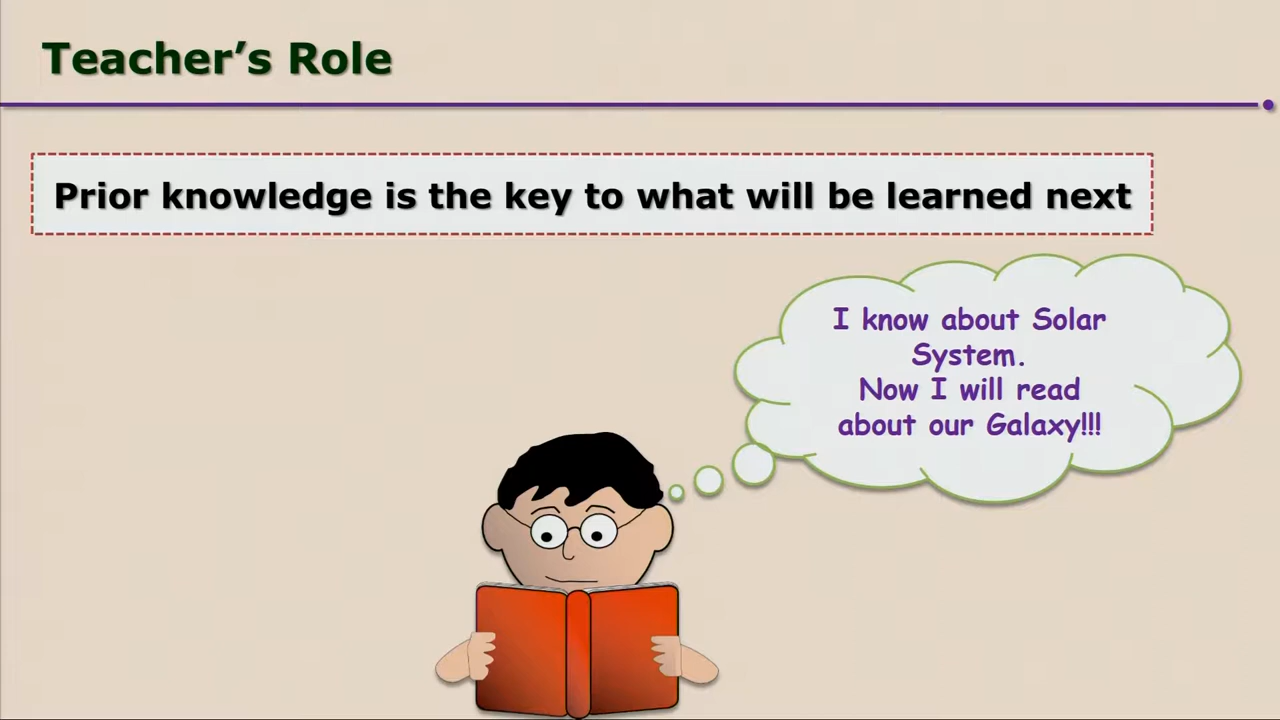 Teacher’s Role
Prior knowledge is the key to what will be learned next
I know about Solar
System.
Now I will read
about our Galaxy!!!